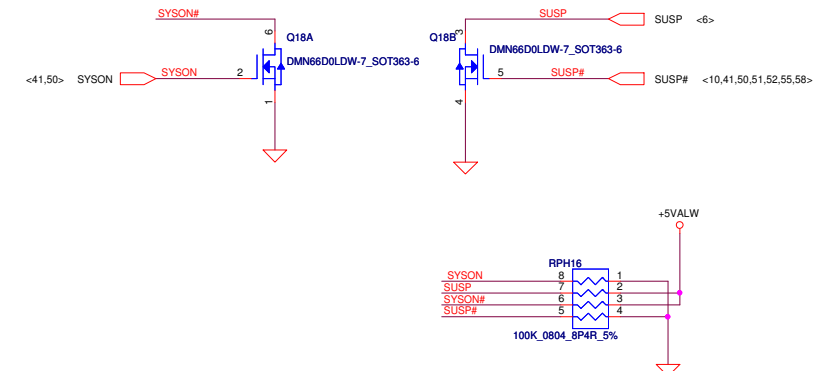 SYSON#
6
Q18A
DMN66D0LDW-7_SOT363-6
<41,50> SYSON
SYSON
2
1
SUSP
SUSP <6>
3
Q18B
DMN66D0LDW-7_SOT363-6
5
SUSP#
SUSP# <10,41,50,51,52,55,58>
4
+5VALW
RPH16
SYSON 8 1
SUSP 7 2
SYSON# 6 3
SUSP# 5 4
100K_0804_8P4R_5%